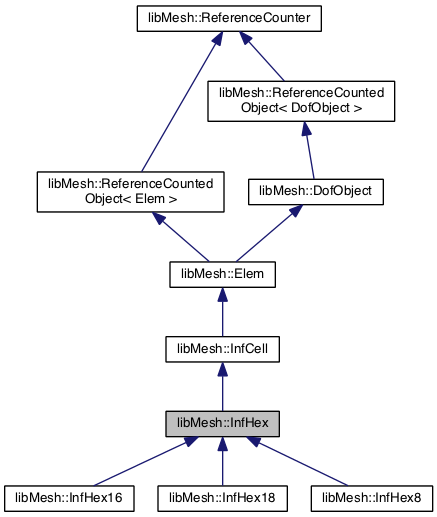 libMesh::ReferenceCounter
libMesh::ReferenceCounted
Object< DofObject >
libMesh::ReferenceCounted
Object< Elem >
libMesh::DofObject
libMesh::Elem
libMesh::InfCell
libMesh::InfHex
libMesh::InfHex16
libMesh::InfHex18
libMesh::InfHex8